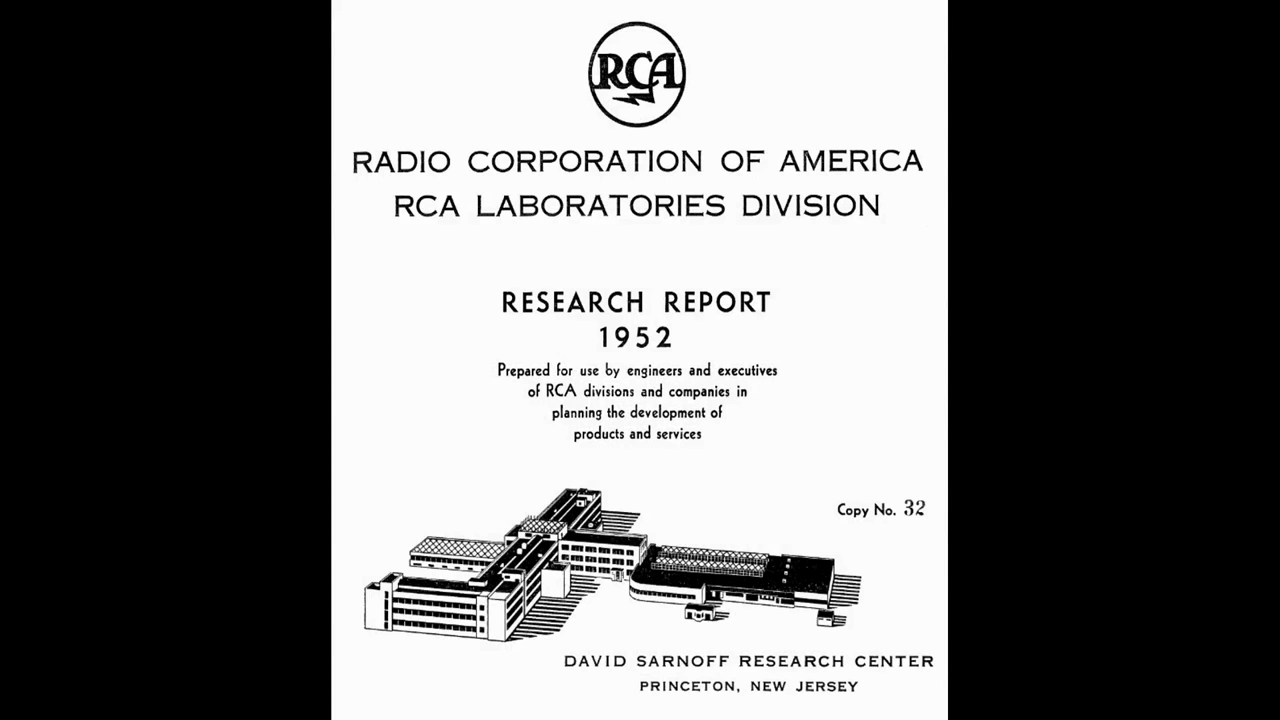 RCA
RADIO CORPORATION OF AMERICA
RCA LABORATORIES DIVISION
RESEARCH REPORT
1952
Prepared for use by engineers and executives
of RCA divisions and companies in
planning the development of
products and services
Copy No. 32
DAVID SARNOFF RESEARCH CENTER
PRINCETON, NEW JERSEY